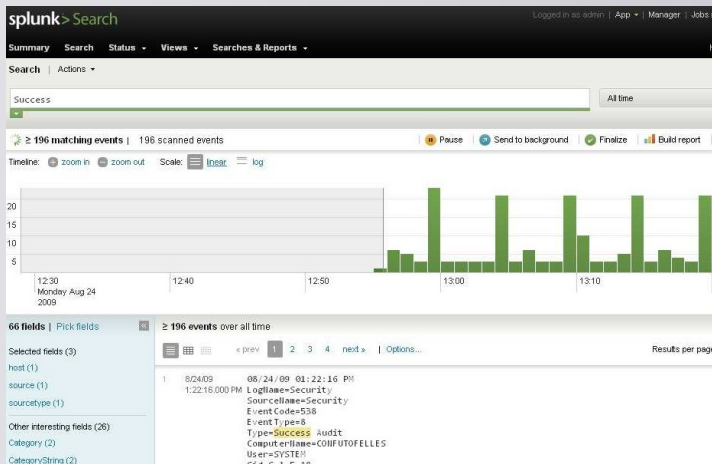 splunk> Search
Logged in as admin | App | Manager | Jobs
Summary Search Status Views Searches & Reports
Search | Actions
Success
All time
≥ 196 matching events | 196 scanned events
Pause Send to background Finalize Build report
Timeline: zoom in zoom out Scale: linear log
20
15
10
5
12:30 12:40 12:50 13:00 13:10
Monday Aug 24
2009
66 fields | Pick fields
≥ 196 events over all time
Selected fields (3)
« prev 1 2 3 4 next » | Options...
Results per page
host (1)
source (1)
sourcetype (1)
Other interesting fields (26)
Category (2)
CategoryString (2)
1 8/24/09 08/24/09 01:22:16 PM
1:22:16.000 PM LogName=Security
SourceName=Security
EventCode=538
EventType=8
Type=Success Audit
ComputerName=CONFUTOFELLES
User=SYSTEM